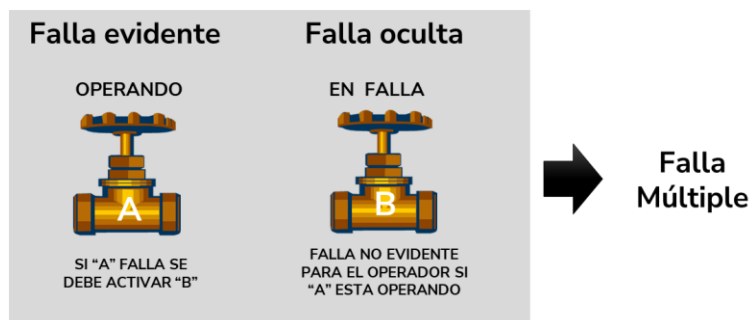 Falla evidente
OPERANDO
A
SI “A” FALLA SE
DEBE ACTIVAR “B”
Falla oculta
EN FALLA
B
FALLA NO EVIDENTE
PARA EL OPERADOR SI
“A” ESTA OPERANDO
Falla
Múltiple